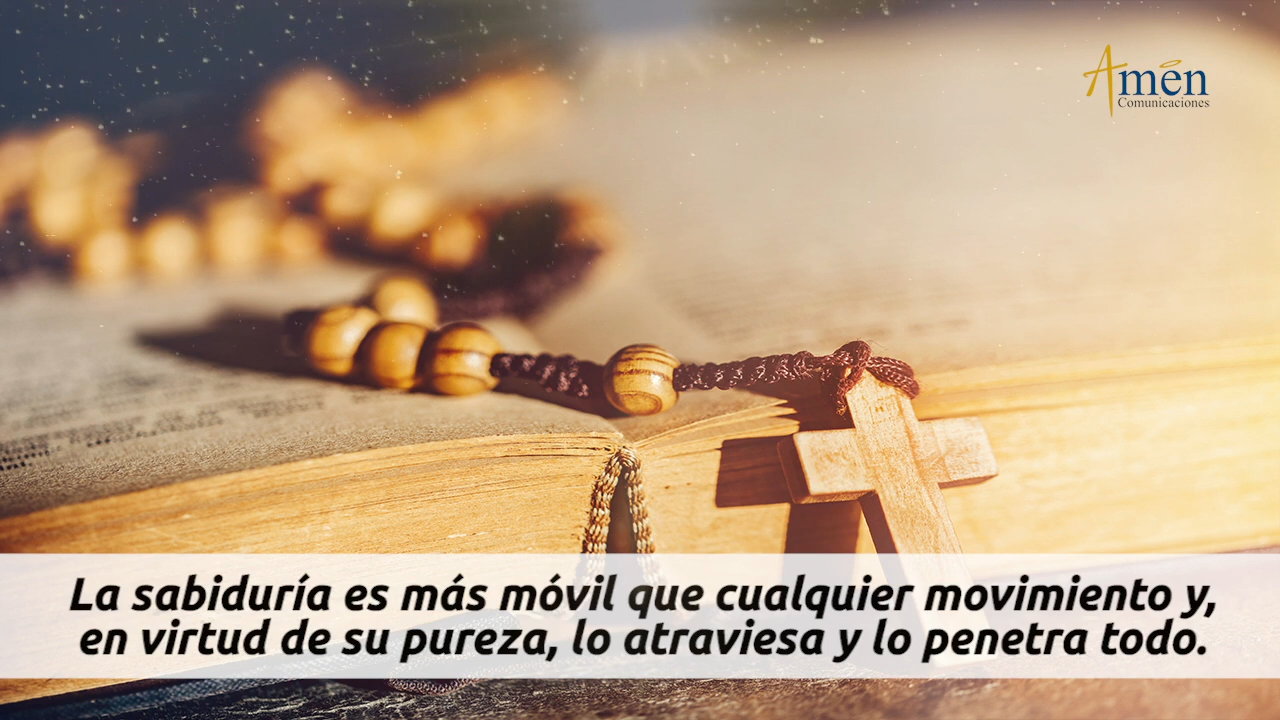 Amén
Comunicaciones
La sabiduría es más móvil que cualquier movimiento y,
en virtud de su pureza, lo atraviesa y lo penetra todo.